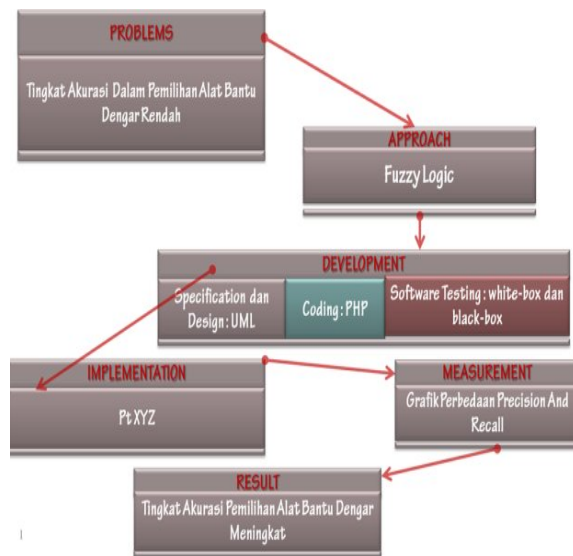 PROBLEMS
Tingkat Akurasi Dalam Pemilihan Alat Bantu
Dengar Rendah
APPROACH
Fuzzy Logic
DEVELOPMENT
Specification dan
Design : UML
Coding : PHP
Software Testing : white-box dan
black-box
IMPLEMENTATION
Pt XYZ
MEASUREMENT
Grafik Perbedaan Precision And
Recall
RESULT
Tingkat Akurasi Pemilihan Alat Bantu Dengar
Meningkat